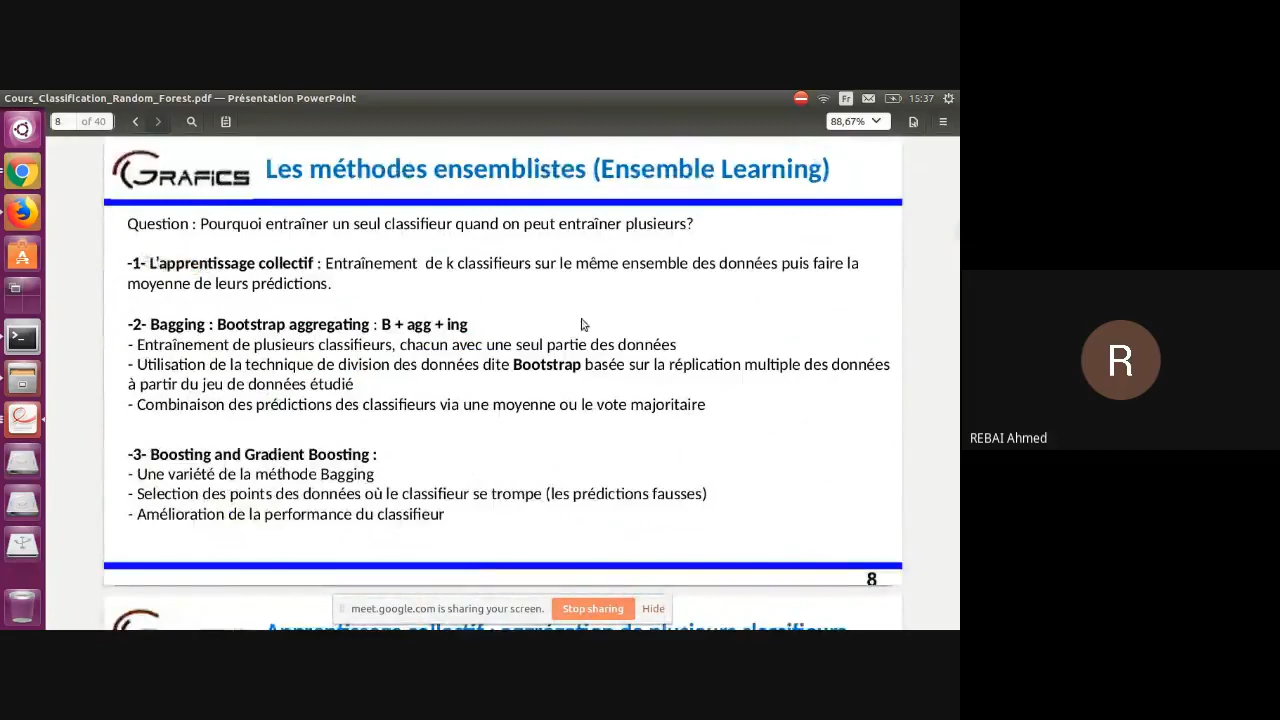 Cours_Classification_Random_Forest.pdf — Présentation PowerPoint
Fr
15:37
8 of 40
88,67%
GRAFICS
Les méthodes ensemblistes (Ensemble Learning)
Question : Pourquoi entraîner un seul classifieur quand on peut entraîner plusieurs?
-1- L'apprentissage collectif : Entraînement de k classifieurs sur le même ensemble des données puis faire la
moyenne de leurs prédictions.
-2- Bagging : Bootstrap aggregating : B + agg + ing
- Entraînement de plusieurs classifieurs, chacun avec une seul partie des données
- Utilisation de la technique de division des données dite Bootstrap basée sur la réplication multiple des données
à partir du jeu de données étudié
- Combinaison des prédictions des classifieurs via une moyenne ou le vote majoritaire
-3- Boosting and Gradient Boosting :
- Une variété de la méthode Bagging
- Selection des points des données où le classifieur se trompe (les prédictions fausses)
- Amélioration de la performance du classifieur
8
meet.google.com is sharing your screen.
Stop sharing
Hide
Apprentissage collectif : aggrégation de plusieurs classifieurs
R
REBAI Ahmed